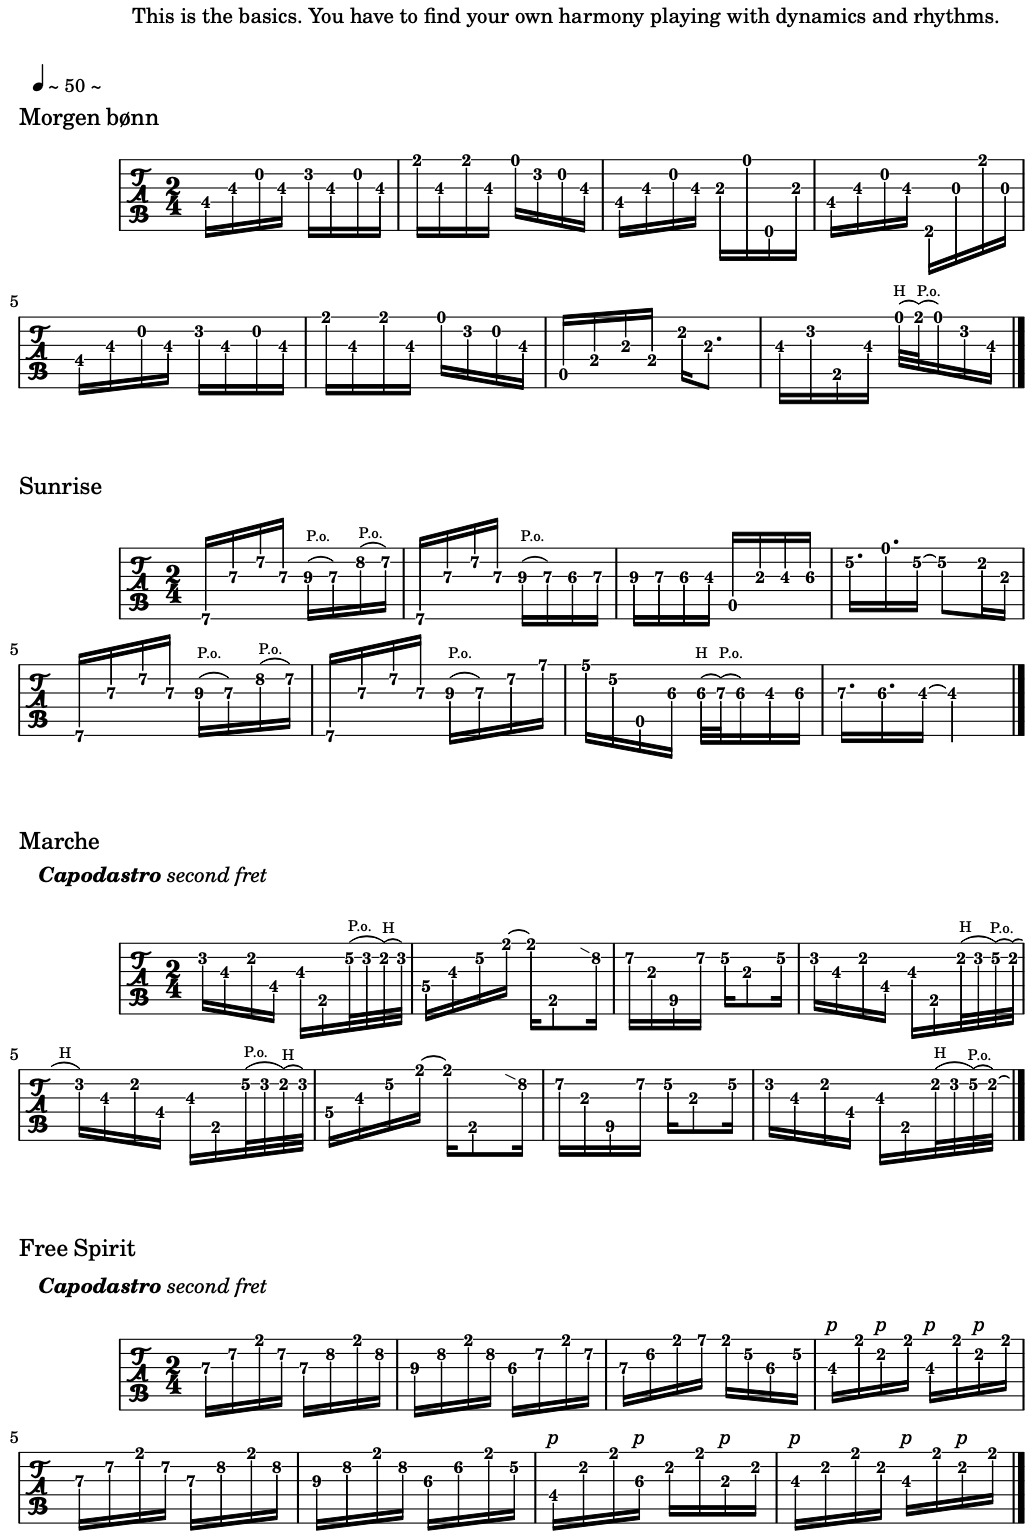 This is the basics. You have to find your own harmony playing with dynamics and rhythms.
~ 50 ~
Morgen bønn
T A B 2/4 4 4 0 4 3 4 0 4 2 4 2 4 0 3 0 4 4 4 0 4 2 0 0 2 4 4 0 4 2 0 2 0
H P.o.
5 T A B 4 4 0 4 3 4 0 4 2 4 2 4 0 3 0 4 0 2 2 2 2 2 4 3 2 4 0 2 0 3 4
Sunrise
P.o. P.o. P.o.
T A B 2/4 7 7 7 7 9 7 8 7 7 7 7 7 9 7 6 7 9 7 6 4 0 2 4 6 5 0 5 5 2 2
P.o. P.o. P.o. H P.o.
5 T A B 7 7 7 7 9 7 8 7 7 7 7 7 9 7 7 7 5 5 0 6 6 7 6 4 6 7 6 4 4
Marche
Capodastro second fret
P.o. H H P.o.
T A B 2/4 3 4 2 4 4 2 5 3 2 3 5 4 5 2 2 2 8 7 2 9 7 5 2 5 3 4 2 4 4 2 2 3 5 2
5 H P.o. H H P.o.
T A B 3 4 2 4 4 2 5 3 2 3 5 4 5 2 2 2 8 7 2 9 7 5 2 5 3 4 2 4 4 2 2 3 5 2
Free Spirit
Capodastro second fret
p p p p
T A B 2/4 7 7 2 7 7 8 2 8 9 8 2 8 6 7 2 7 7 6 2 7 2 5 6 5 4 2 2 2 4 2 2 2
5 p p p p p p
T A B 7 7 2 7 7 8 2 8 9 8 2 8 6 6 2 5 4 2 2 6 2 2 2 2 4 2 2 2 4 2 2 2